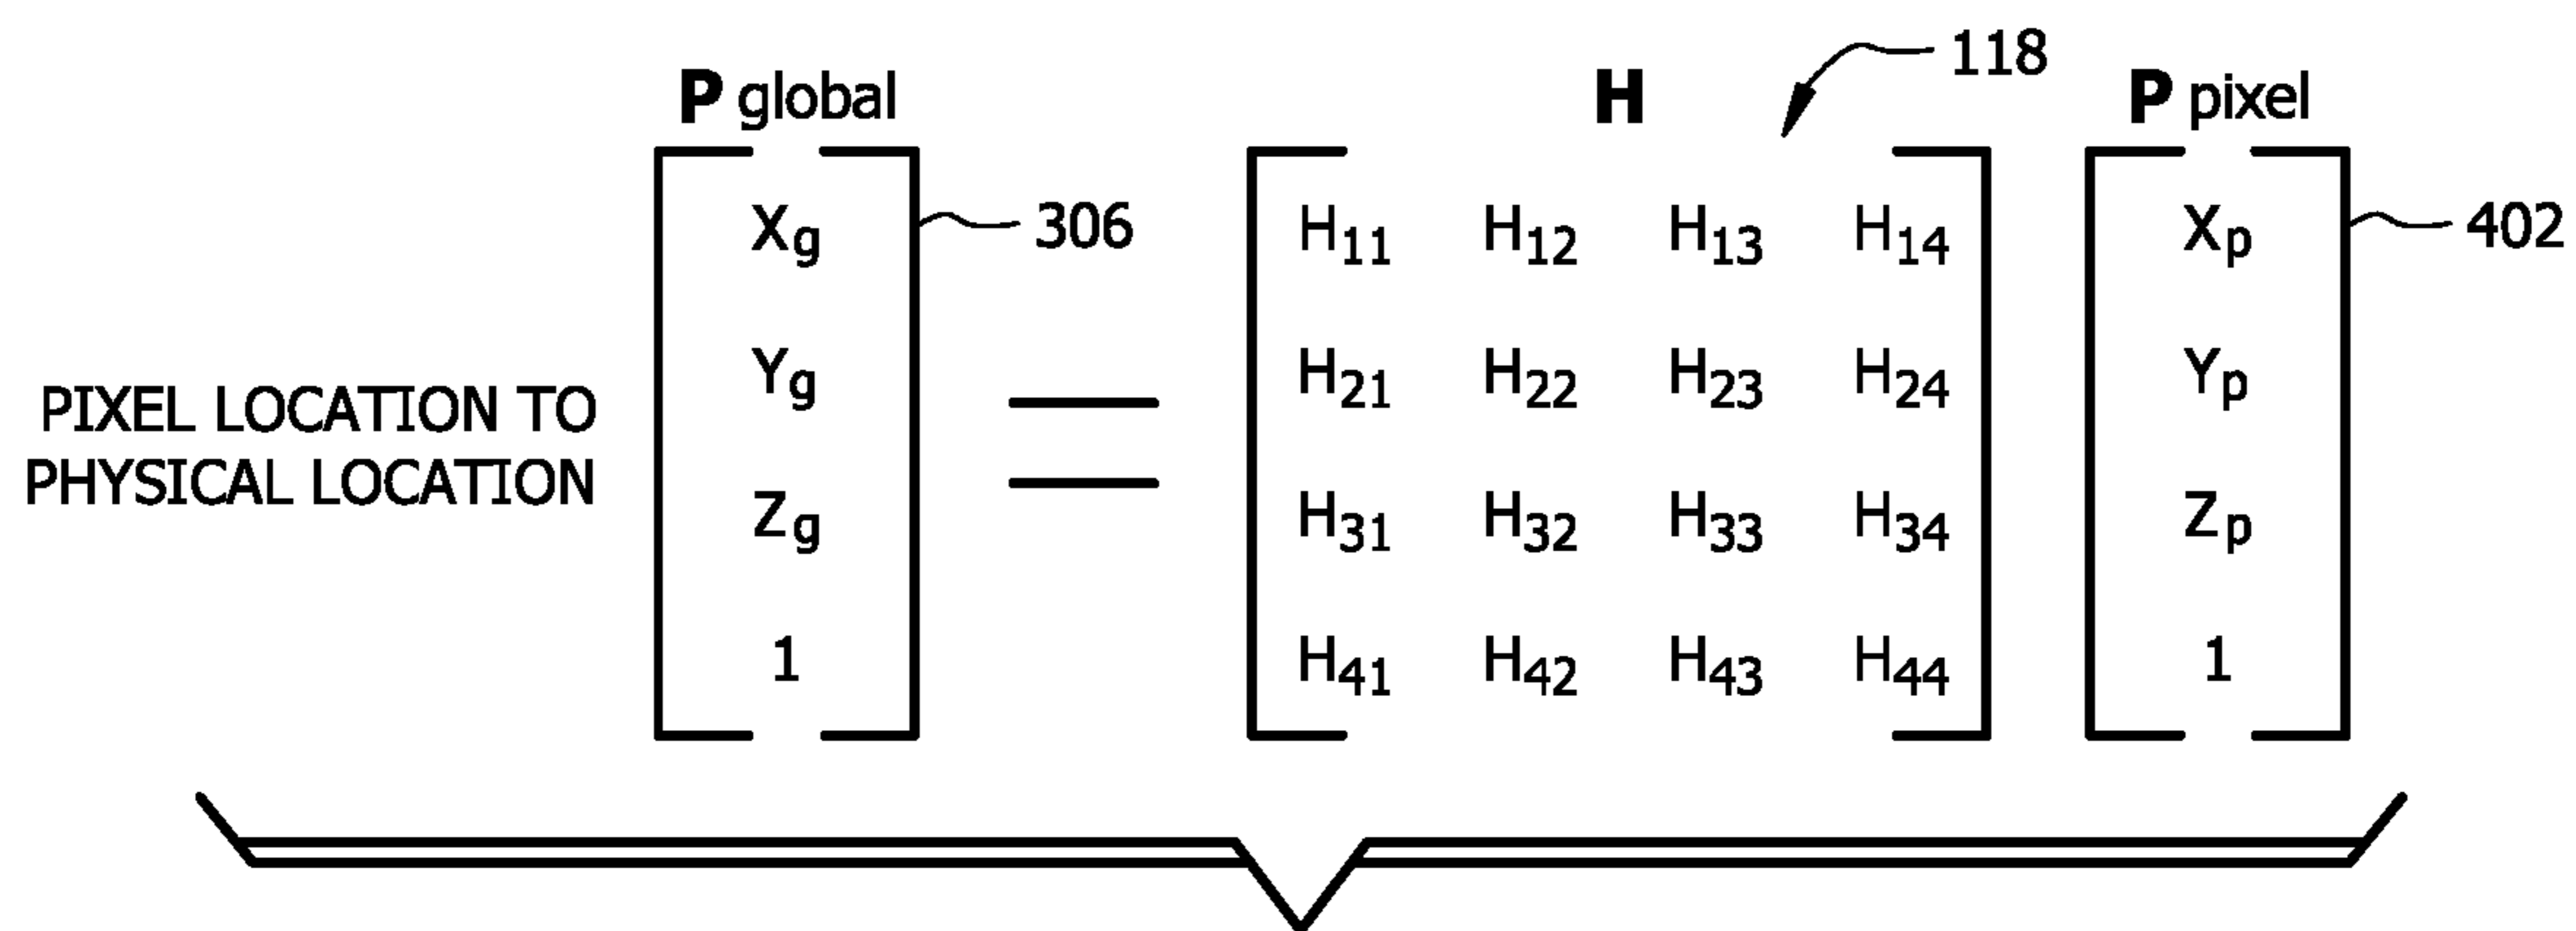 P global H 118 P pixel
Xg 306 H11 H12 H13 H14 Xp 402
Yg = H21 H22 H23 H24 Yp
PIXEL LOCATION TO
PHYSICAL LOCATION
Zg H31 H32 H33 H34 Zp
1 H41 H42 H43 H44 1